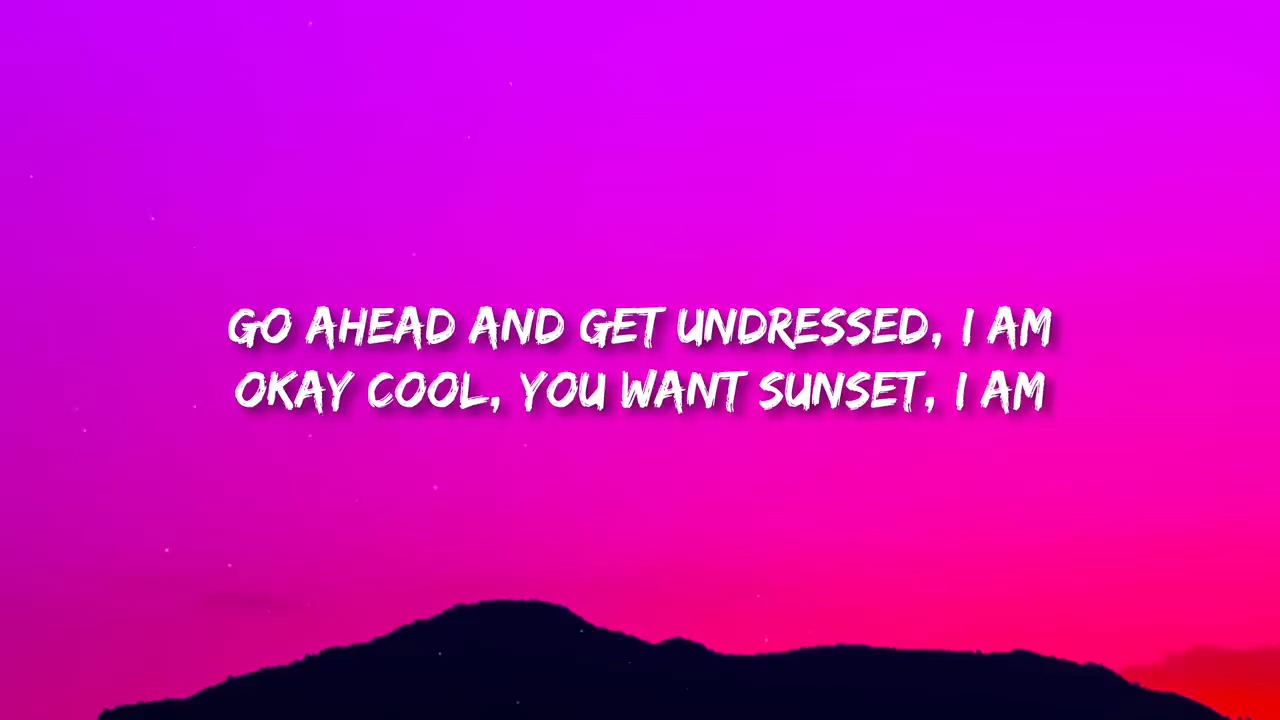 GO AHEAD AND GET UNDRESSED, I AM
OKAY COOL, YOU WANT SUNSET, I AM